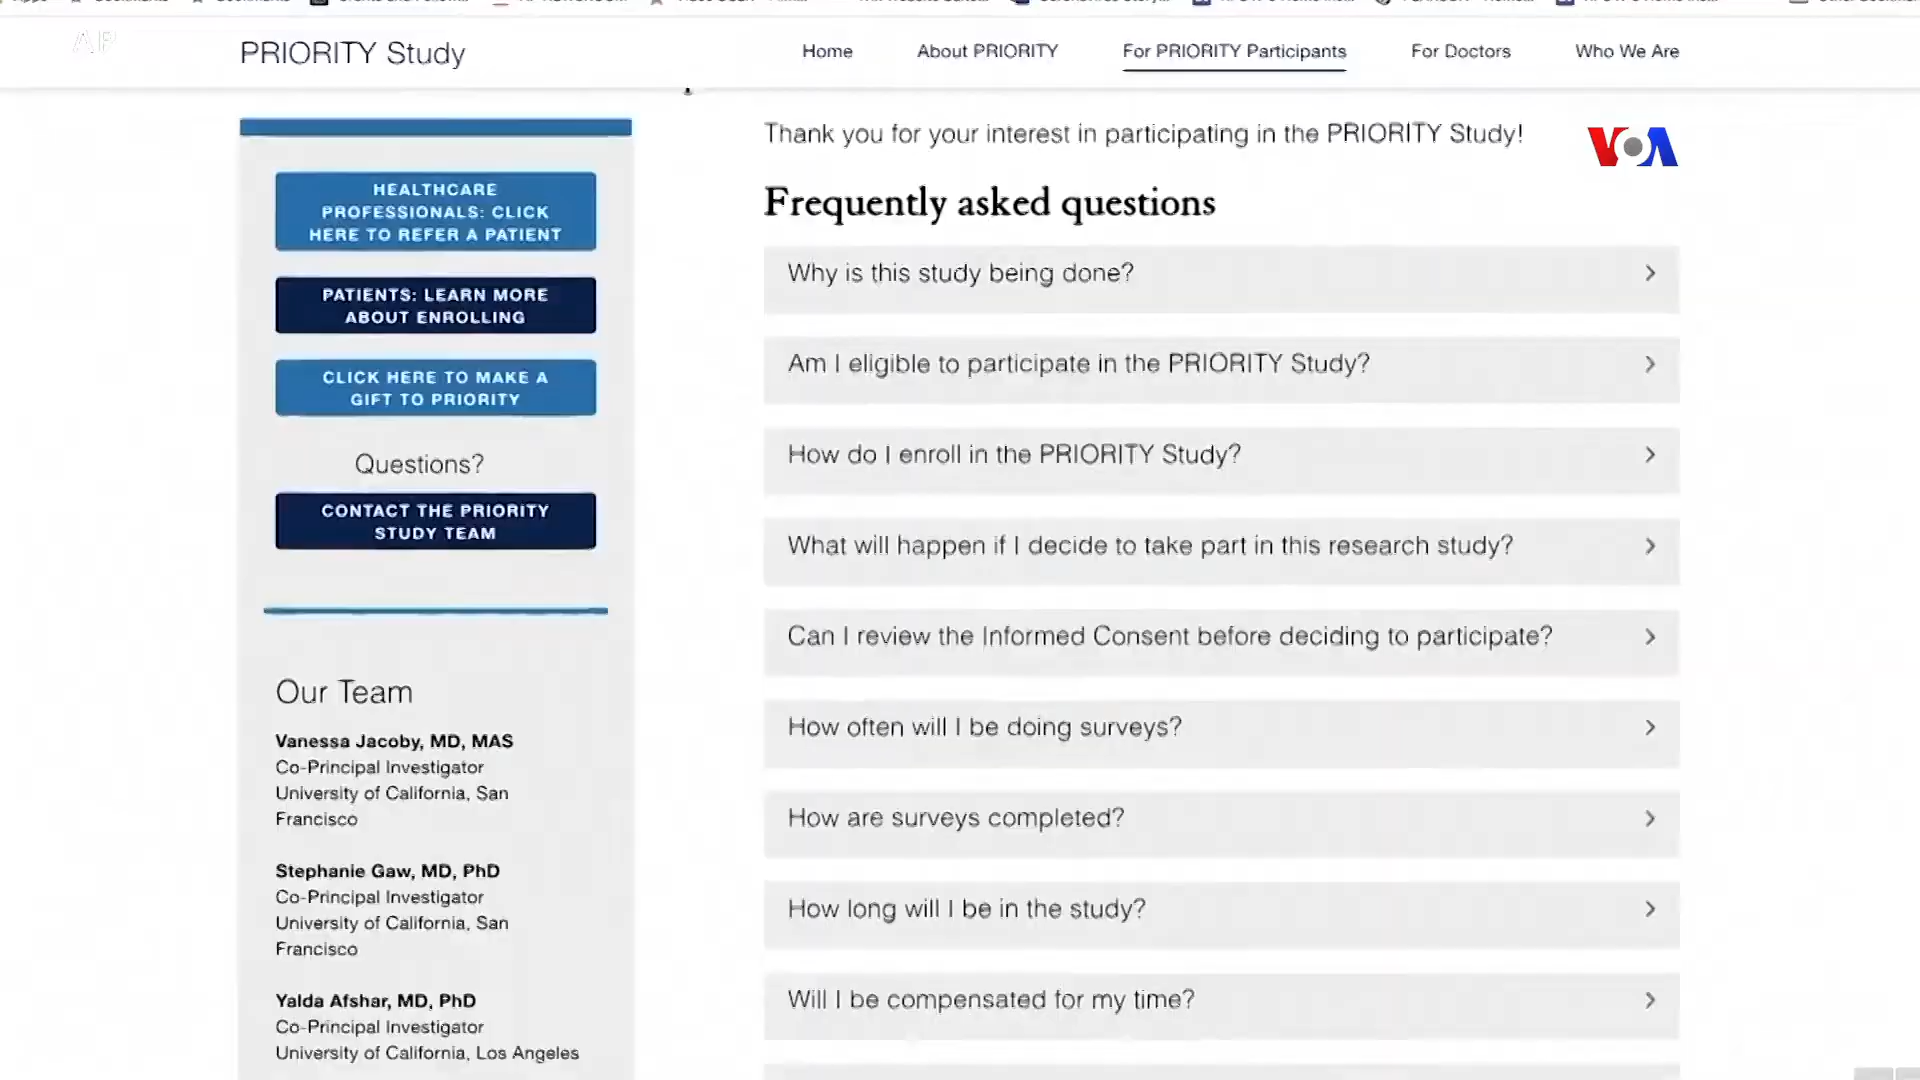 AP
PRIORITY Study
Home
About PRIORITY
For PRIORITY Participants
For Doctors
Who We Are
Thank you for your interest in participating in the PRIORITY Study!
VOA
Frequently asked questions
HEALTHCARE
PROFESSIONALS: CLICK
HERE TO REFER A PATIENT
PATIENTS: LEARN MORE
ABOUT ENROLLING
CLICK HERE TO MAKE A
GIFT TO PRIORITY
Questions?
CONTACT THE PRIORITY
STUDY TEAM
Our Team
Vanessa Jacoby, MD, MAS
Co-Principal Investigator
University of California, San
Francisco
Stephanie Gaw, MD, PhD
Co-Principal Investigator
University of California, San
Francisco
Yalda Afshar, MD, PhD
Co-Principal Investigator
University of California, Los Angeles
Why is this study being done?
Am I eligible to participate in the PRIORITY Study?
How do I enroll in the PRIORITY Study?
What will happen if I decide to take part in this research study?
Can I review the Informed Consent before deciding to participate?
How often will I be doing surveys?
How are surveys completed?
How long will I be in the study?
Will I be compensated for my time?